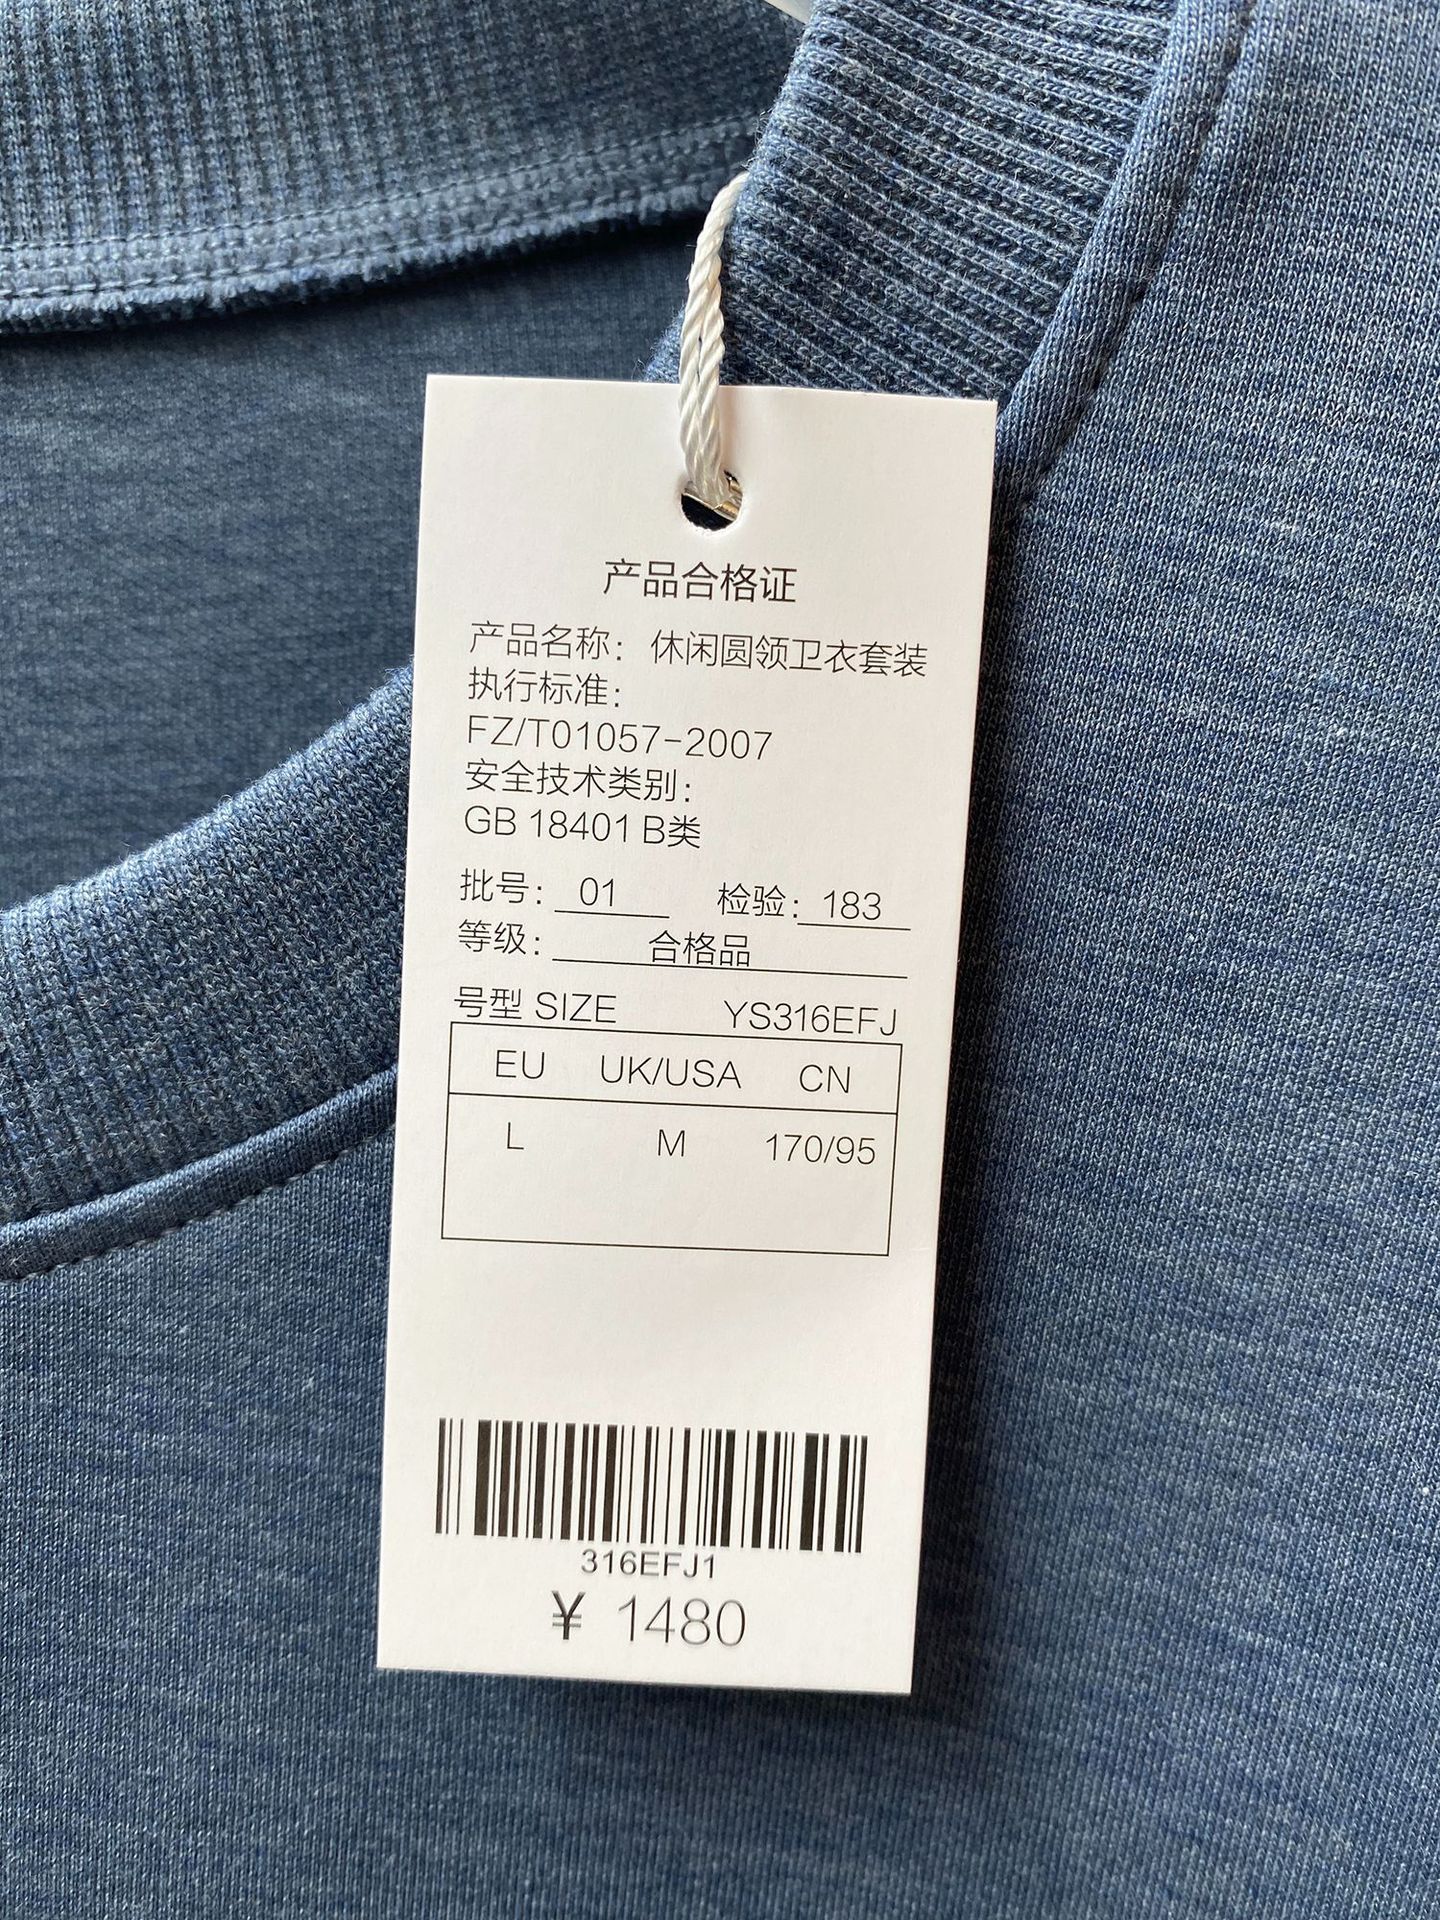 产品合格证
产品名称：休闲圆领卫衣套装
执行标准：
FZ/T01057-2007
安全技术类别：
GB 18401 B类
批号： 01 检验：183
等级： 合格品
号型 SIZE YS316EFJ
EU UK/USA CN
L M 170/95
316EFJ1
¥ 1480